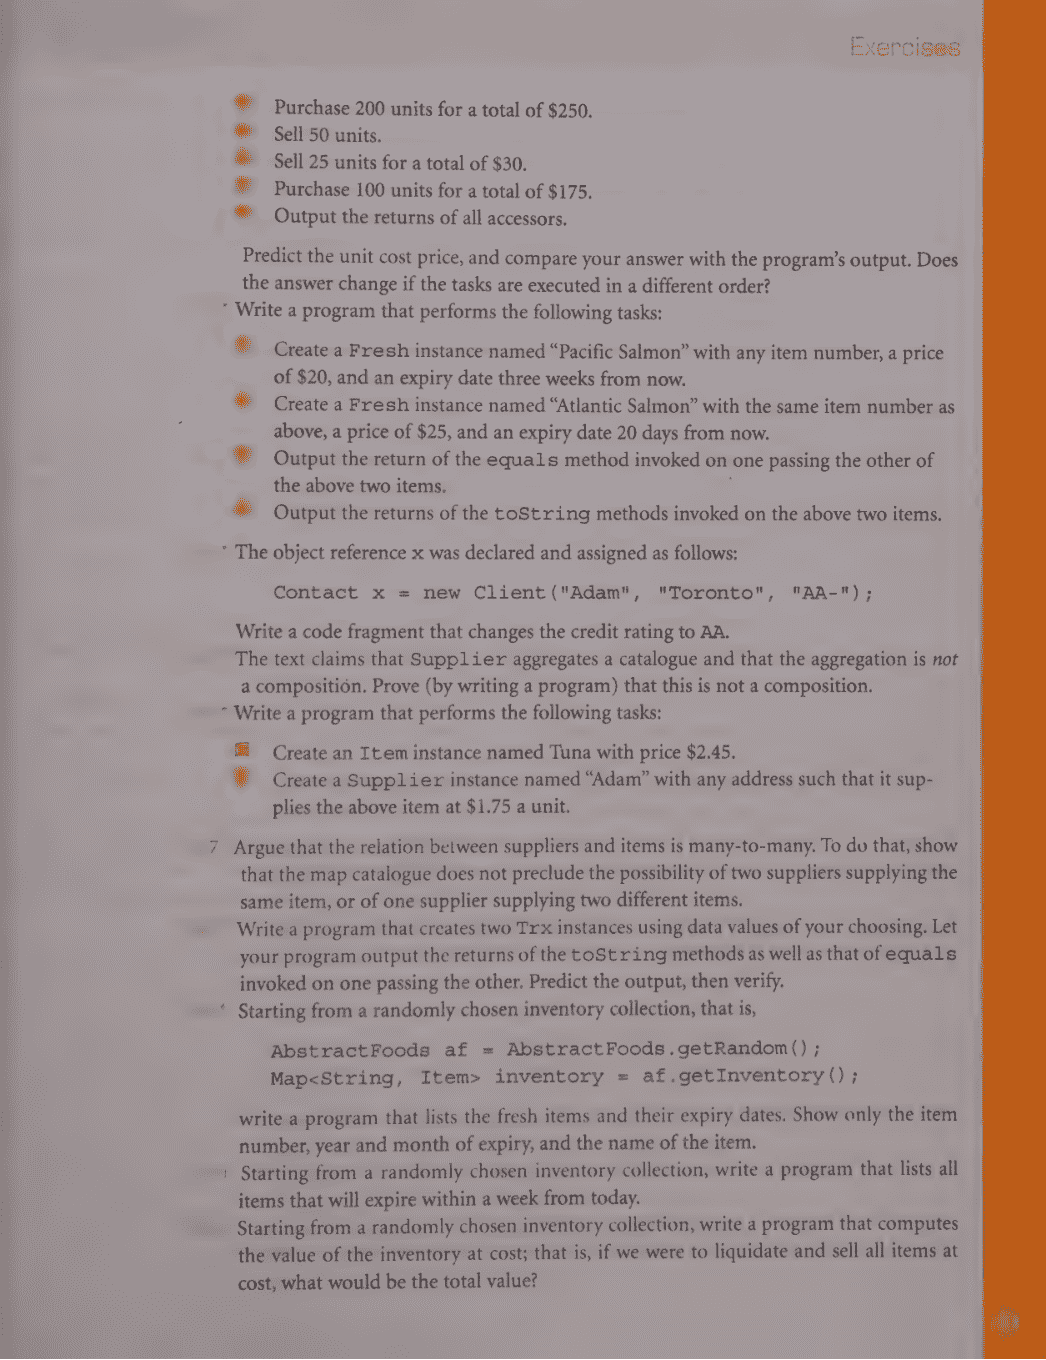 Exercises
Purchase 200 units for a total of $250.
Sell 50 units.
Sell 25 units for a total of $30.
Purchase 100 units for a total of $175.
Output the returns of all accessors.
Predict the unit cost price, and compare your answer with the program's output. Does
the answer change if the tasks are executed in a different order?
Write a program that performs the following tasks:
Create a Fresh instance named “Pacific Salmon” with any item number, a price
of $20, and an expiry date three weeks from now.
Create a Fresh instance named “Atlantic Salmon” with the same item number as
above, a price of $25, and an expiry date 20 days from now.
Output the return of the equals method invoked on one passing the other of
the above two items.
Output the returns of the toString methods invoked on the above two items.
The object reference x was declared and assigned as follows:
Contact x = new Client("Adam", "Toronto", "AA-");
Write a code fragment that changes the credit rating to AA.
The text claims that Supplier aggregates a catalogue and that the aggregation is not
a composition. Prove (by writing a program) that this is not a composition.
Write a program that performs the following tasks:
Create an Item instance named Tuna with price $2.45.
Create a Supplier instance named “Adam” with any address such that it sup-
plies the above item at $1.75 a unit.
7 Argue that the relation between suppliers and items is many-to-many. To do that, show
that the map catalogue does not preclude the possibility of two suppliers supplying the
same item, or of one supplier supplying two different items.
Write a program that creates two Trx instances using data values of your choosing. Let
your program output the returns of the toString methods as well as that of equals
invoked on one passing the other. Predict the output, then verify.
Starting from a randomly chosen inventory collection, that is,
AbstractFoods af = AbstractFoods.getRandom();
Map<String, Item> inventory = af.getInventory();
write a program that lists the fresh items and their expiry dates. Show only the item
number, year and month of expiry, and the name of the item.
Starting from a randomly chosen inventory collection, write a program that lists all
items that will expire within a week from today.
Starting from a randomly chosen inventory collection, write a program that computes
the value of the inventory at cost; that is, if we were to liquidate and sell all items at
cost, what would be the total value?